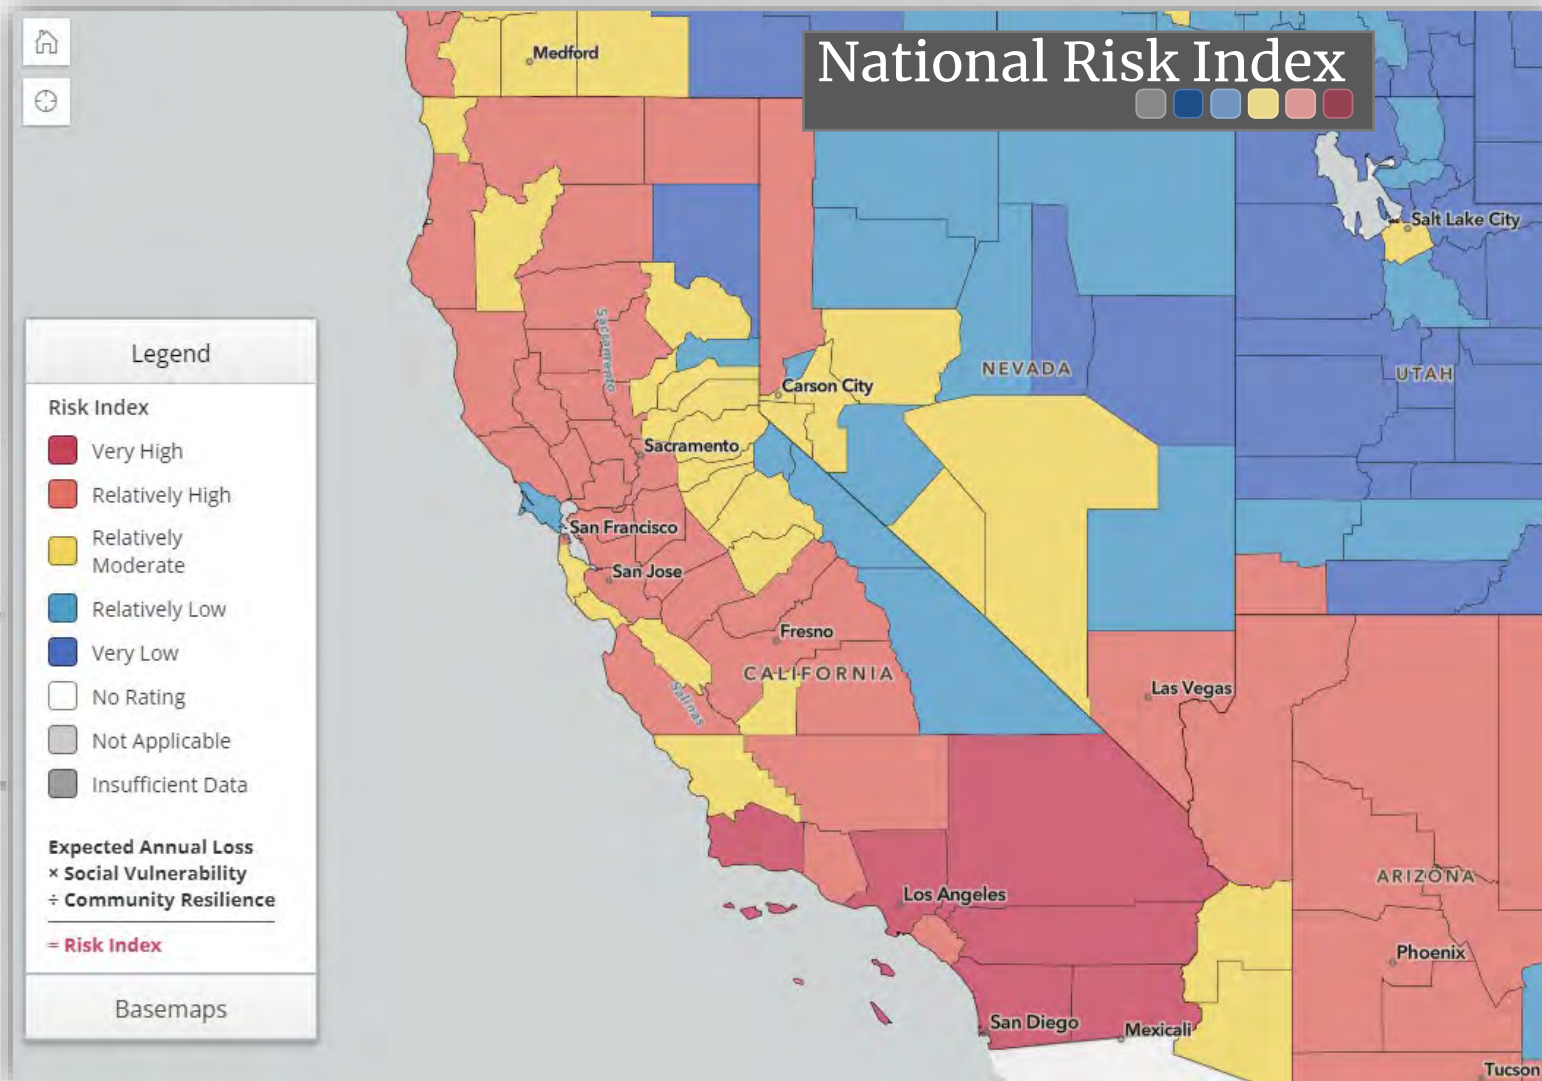 National Risk Index
Medford
Salt Lake City
Sacramento
NEVADA
UTAH
Carson City
Sacramento
San Francisco
San Jose
Fresno
CALIFORNIA
Salinas
Las Vegas
ARIZONA
Los Angeles
Phoenix
San Diego
Mexicali
Tucson
Legend
Risk Index
Very High
Relatively High
Relatively
Moderate
Relatively Low
Very Low
No Rating
Not Applicable
Insufficient Data
Expected Annual Loss
× Social Vulnerability
÷ Community Resilience
= Risk Index
Basemaps